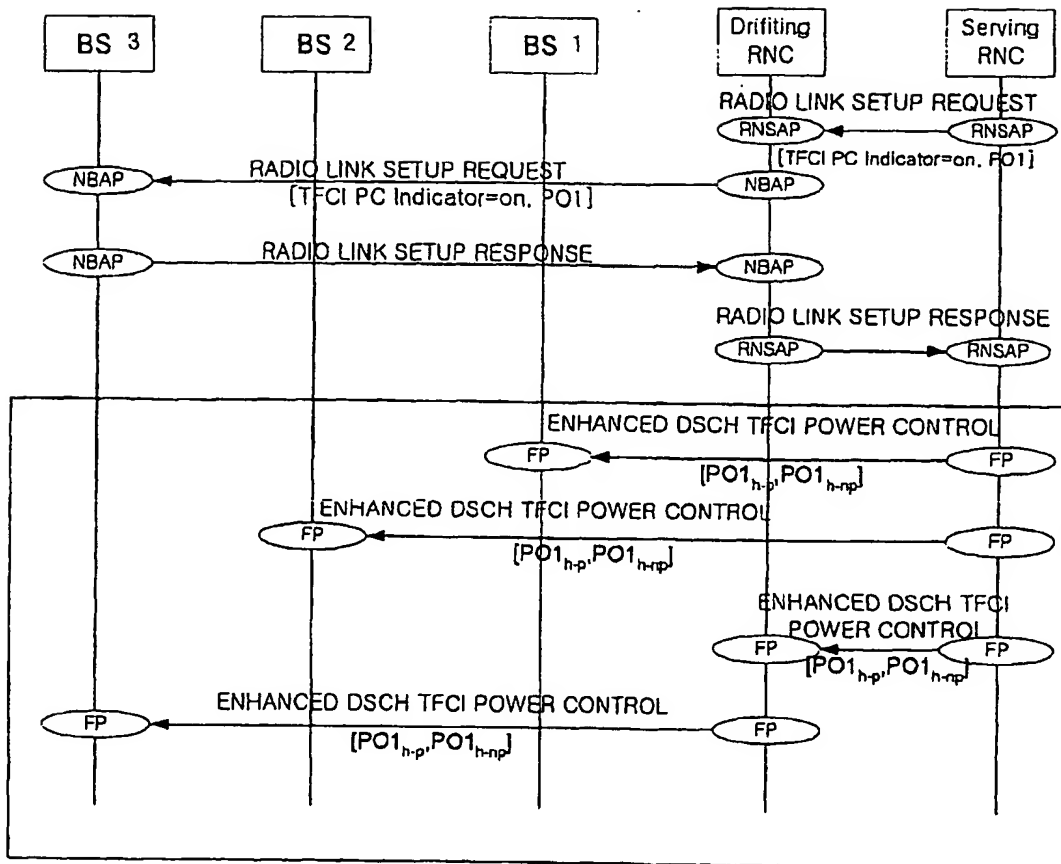 BS 3
BS 2
BS 1
Drifiting
RNC
Serving
RNC
RADIO LINK SETUP REQUEST
RNSAP
RNSAP
[TFCI PC Indicator=on, PO1]
RADIO LINK SETUP REQUEST
NBAP
NBAP
[TFCI PC Indicator=on, PO1]
RADIO LINK SETUP RESPONSE
NBAP
NBAP
RADIO LINK SETUP RESPONSE
RNSAP
RNSAP
ENHANCED DSCH TFCI POWER CONTROL
FP
FP
[PO1h-p,PO1h-np]
ENHANCED DSCH TFCI POWER CONTROL
FP
FP
[PO1h-p,PO1h-np]
ENHANCED DSCH TFCI
POWER CONTROL
FP
FP
[PO1h-p,PO1h-np]
ENHANCED DSCH TFCI POWER CONTROL
FP
FP
[PO1h-p,PO1h-np]